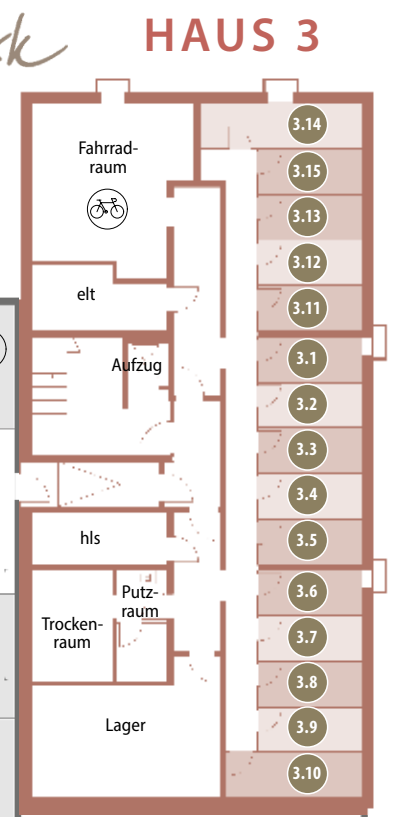 HAUS 3
Fahrrad-
raum
elt
Aufzug
hls
Putz-
raum
Trocken-
raum
Lager
3.14
3.15
3.13
3.12
3.11
3.1
3.2
3.3
3.4
3.5
3.6
3.7
3.8
3.9
3.10